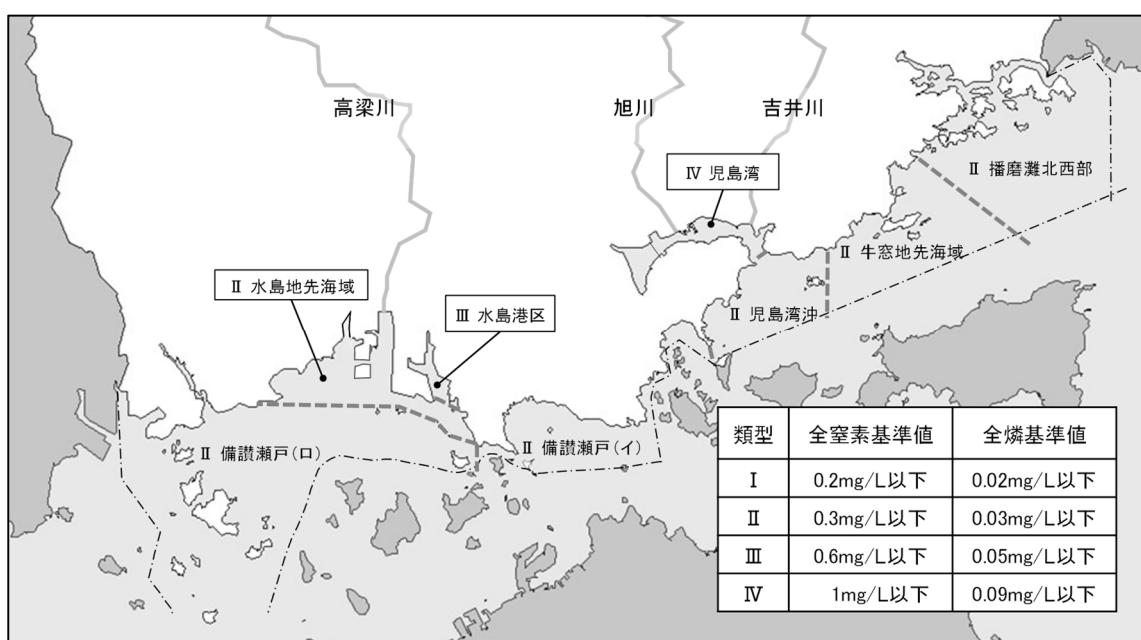 高梁川
旭川
吉井川
Ⅳ 児島湾
Ⅱ 播磨灘北西部
Ⅱ 牛窓地先海域
Ⅱ 水島地先海域
Ⅲ 水島港区
Ⅱ 児島湾沖
Ⅱ 備讃瀬戸(ロ)
Ⅱ 備讃瀬戸(イ)
類型 全窒素基準値 全燐基準値
Ⅰ 0.2mg/L以下 0.02mg/L以下
Ⅱ 0.3mg/L以下 0.03mg/L以下
Ⅲ 0.6mg/L以下 0.05mg/L以下
Ⅳ 1mg/L以下 0.09mg/L以下